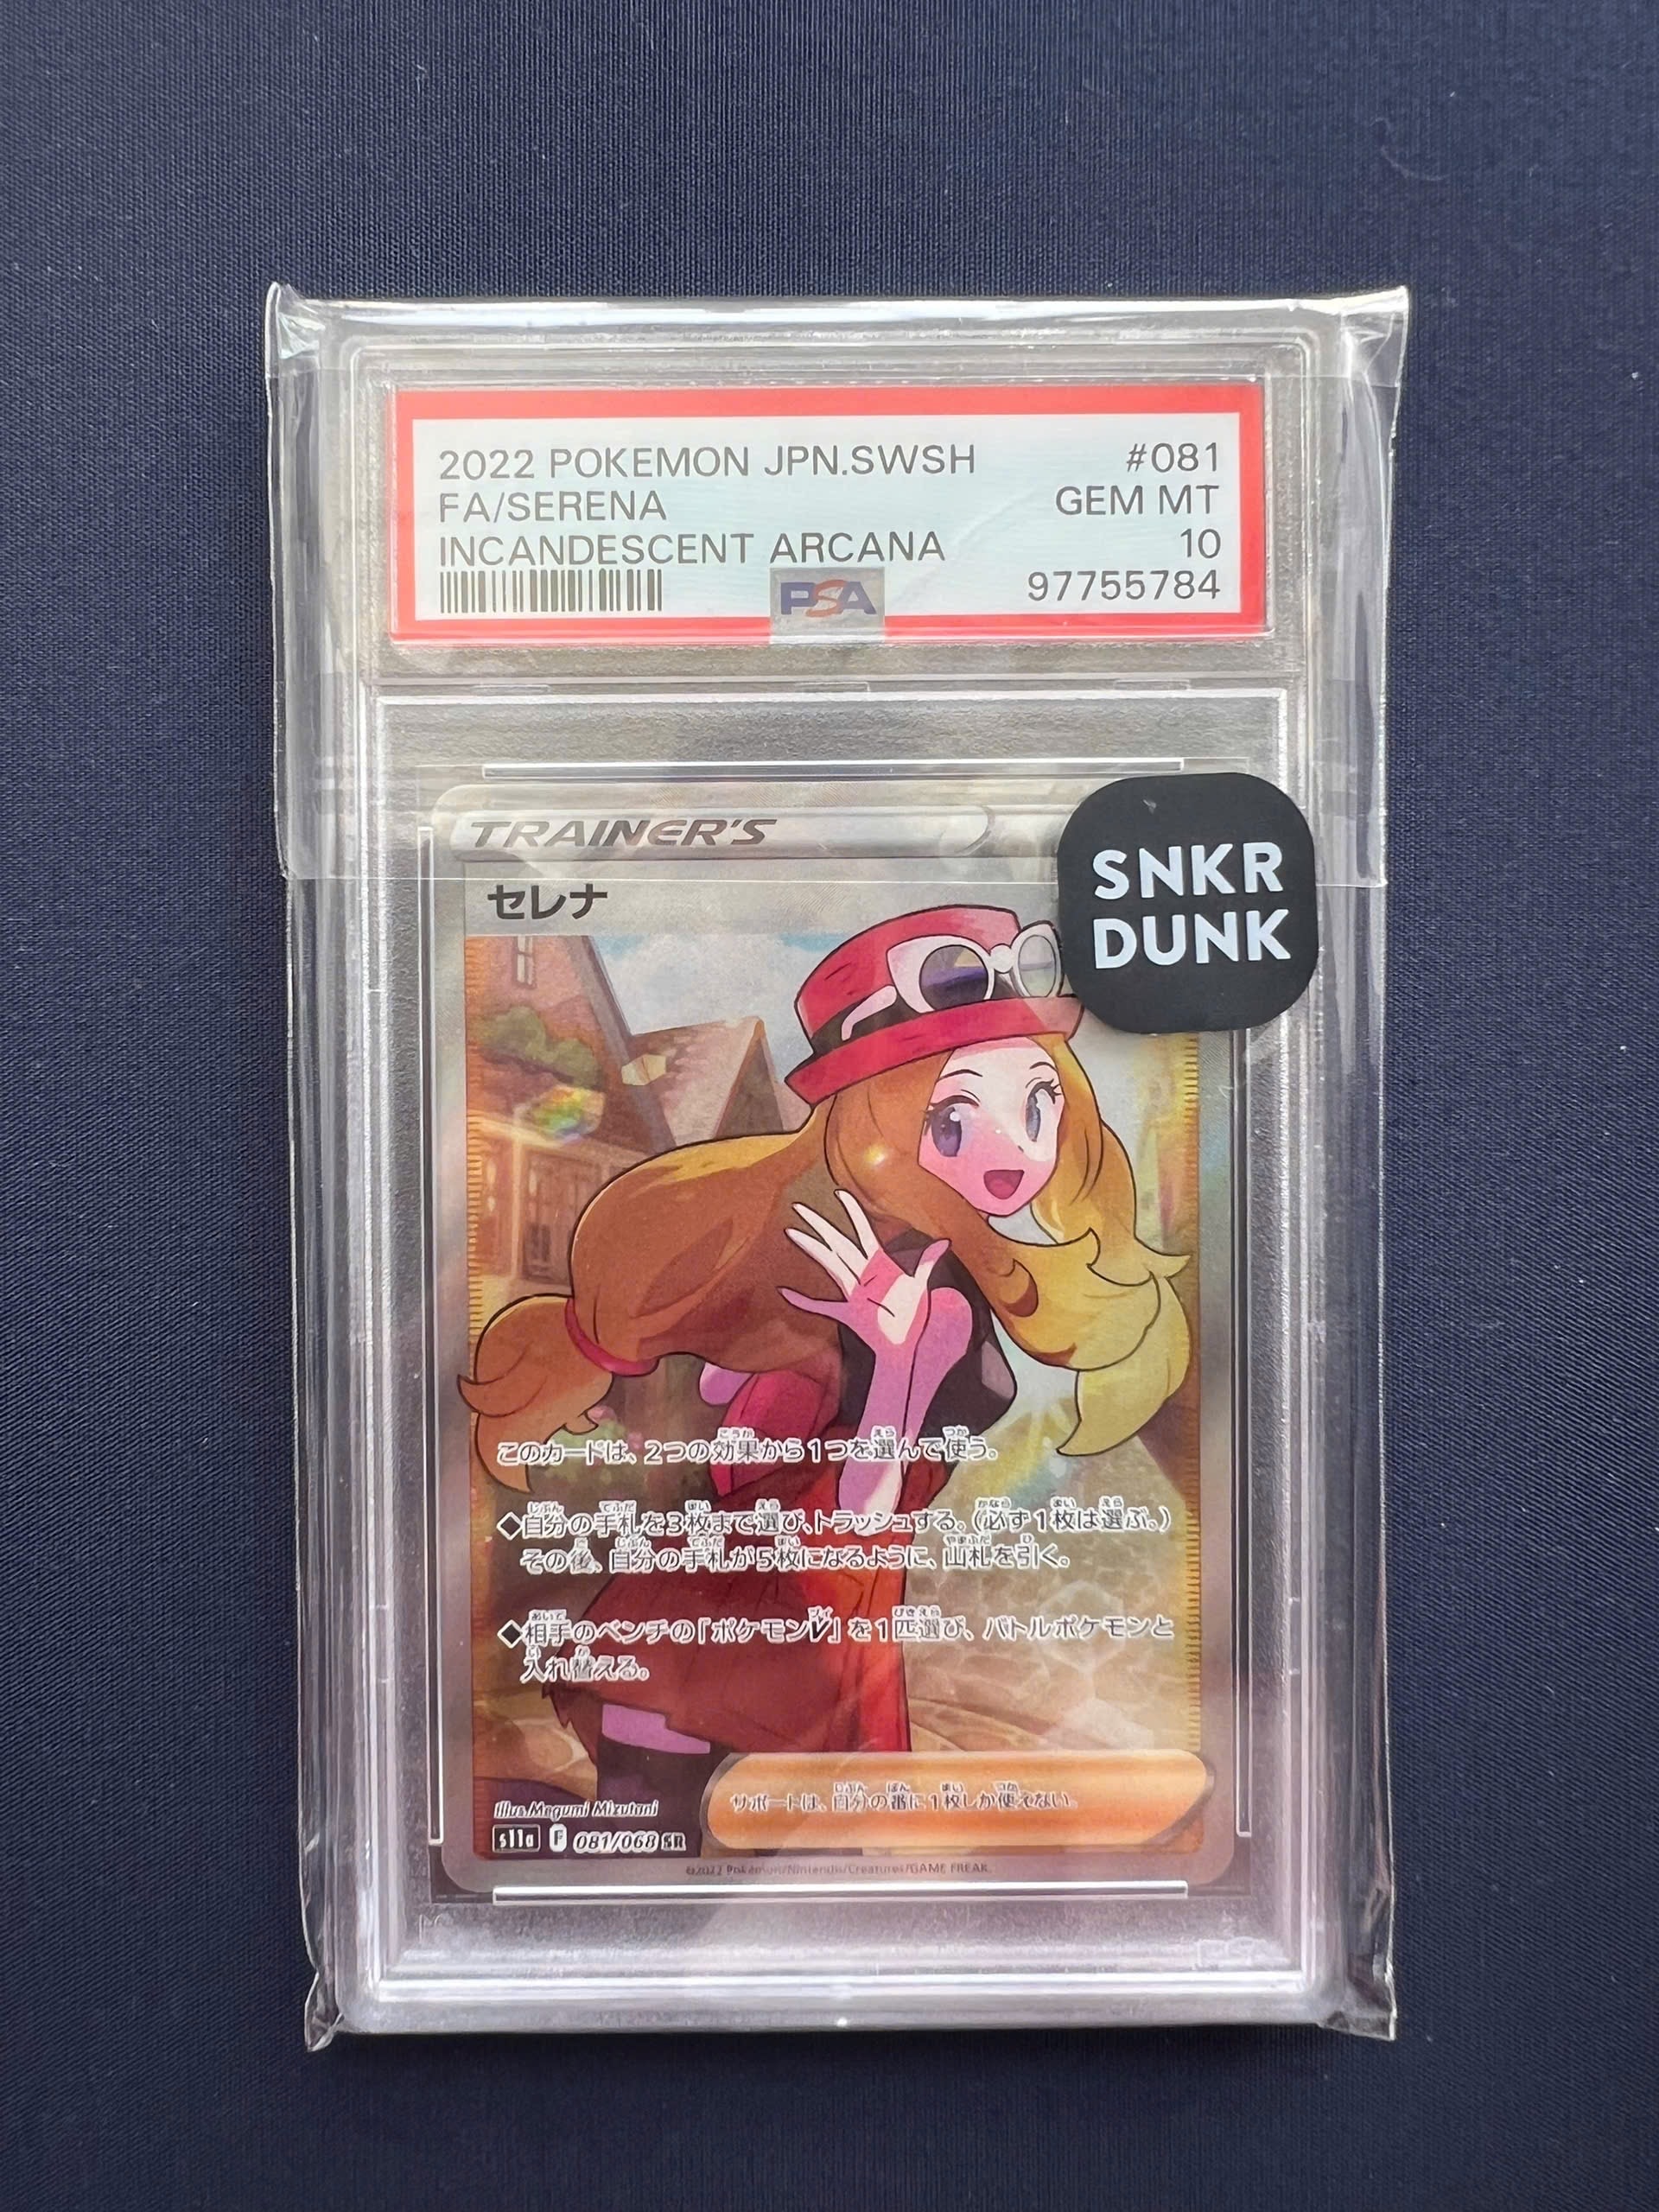 2022 POKEMON JPN.SWSH #081
FA/SERENA GEM MT
INCANDESCENT ARCANA 10
PSA 97755784
TRAINER'S
SNKR
DUNK
セレナ
このカードは、2つの効果から1つを選んで使う。
◆自分の手札を3枚まで選び、トラッシュする。(必ず1枚は選ぶ。)
その後、自分の手札が5枚になるように、山札を引く。
◆相手のベンチの「ポケモンV」を1匹選び、バトルポケモンと
入れ替える。
サポートは、自分の番に1枚しか使えない。
Illus. Megumi Mizutani
s11a F 081/068 SR
©2022 Pokémon/Nintendo/Creatures/GAME FREAK.